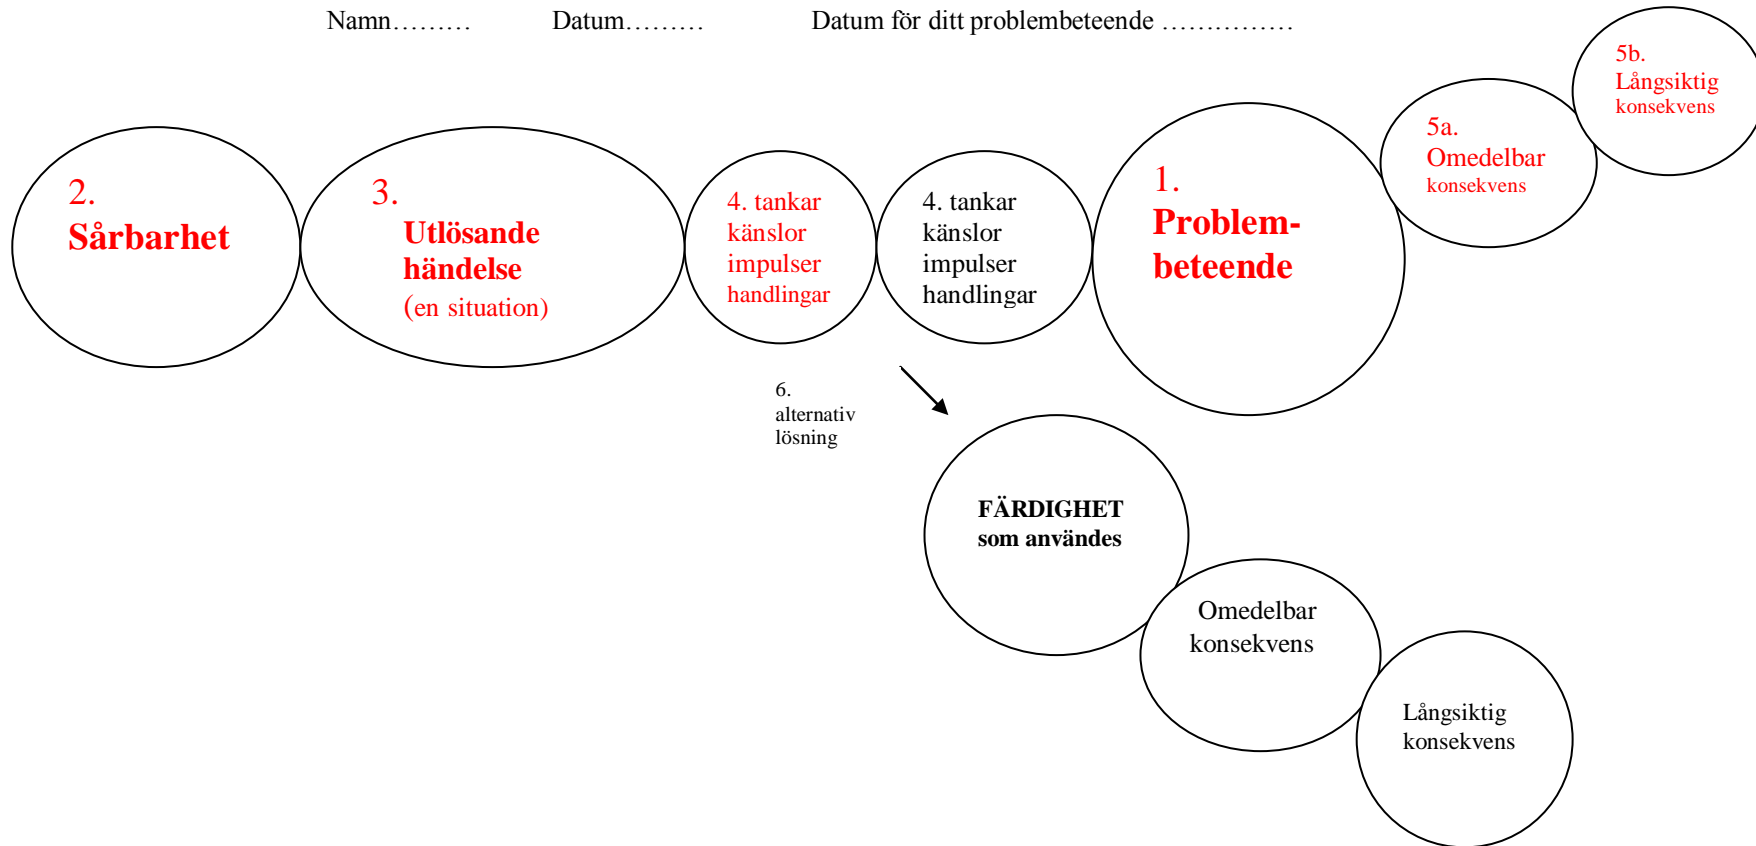 Namn......... Datum......... Datum för ditt problembeteende ...............
5b.
Långsiktig
konsekvens
5a.
Omedelbar
konsekvens
2.
Sårbarhet
3.
Utlösande
händelse
(en situation)
4. tankar
känslor
impulser
handlingar
4. tankar
känslor
impulser
handlingar
1.
Problem-
beteende
6.
alternativ
lösning
FÄRDIGHET
som användes
Omedelbar
konsekvens
Långsiktig
konsekvens